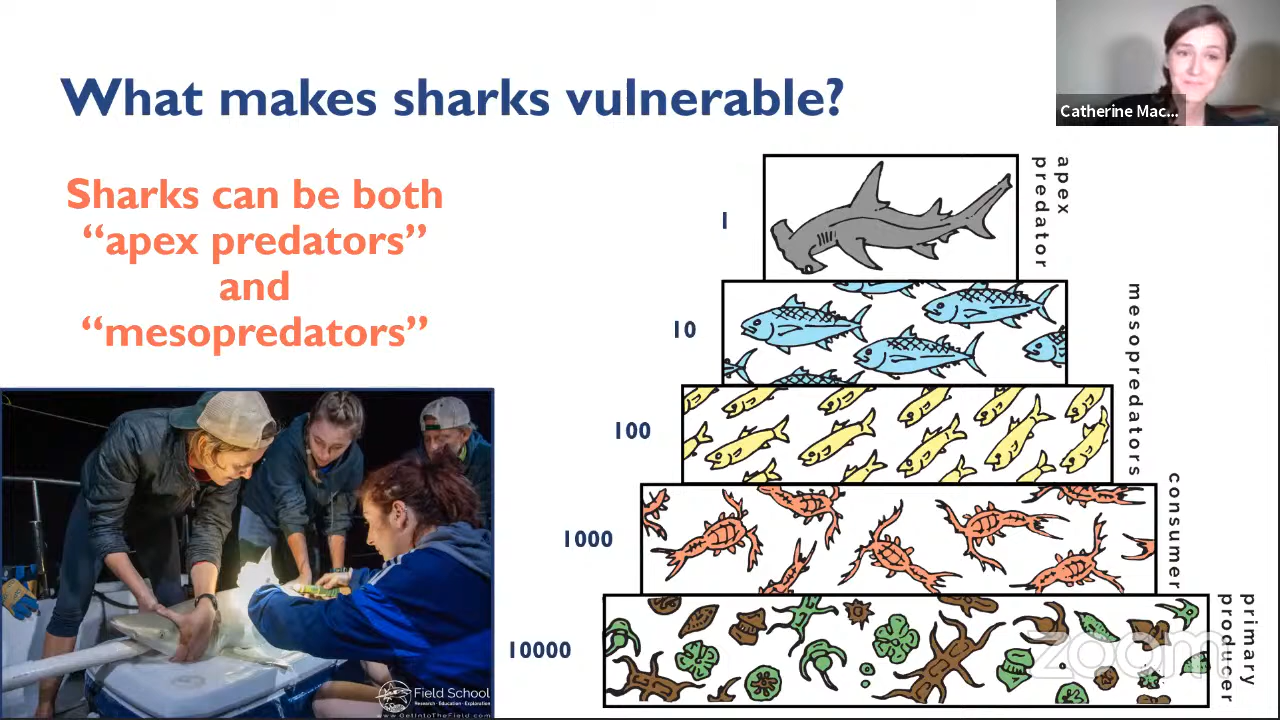 What makes sharks vulnerable?
Catherine Mac...
Sharks can be both
“apex predators”
and
“mesopredators”
1
apex
predator
10
mesopredators
100
1000
consumer
10000
primary
producer
zoom
Field School
Research · Education · Exploration
www.GetIntoTheField.com